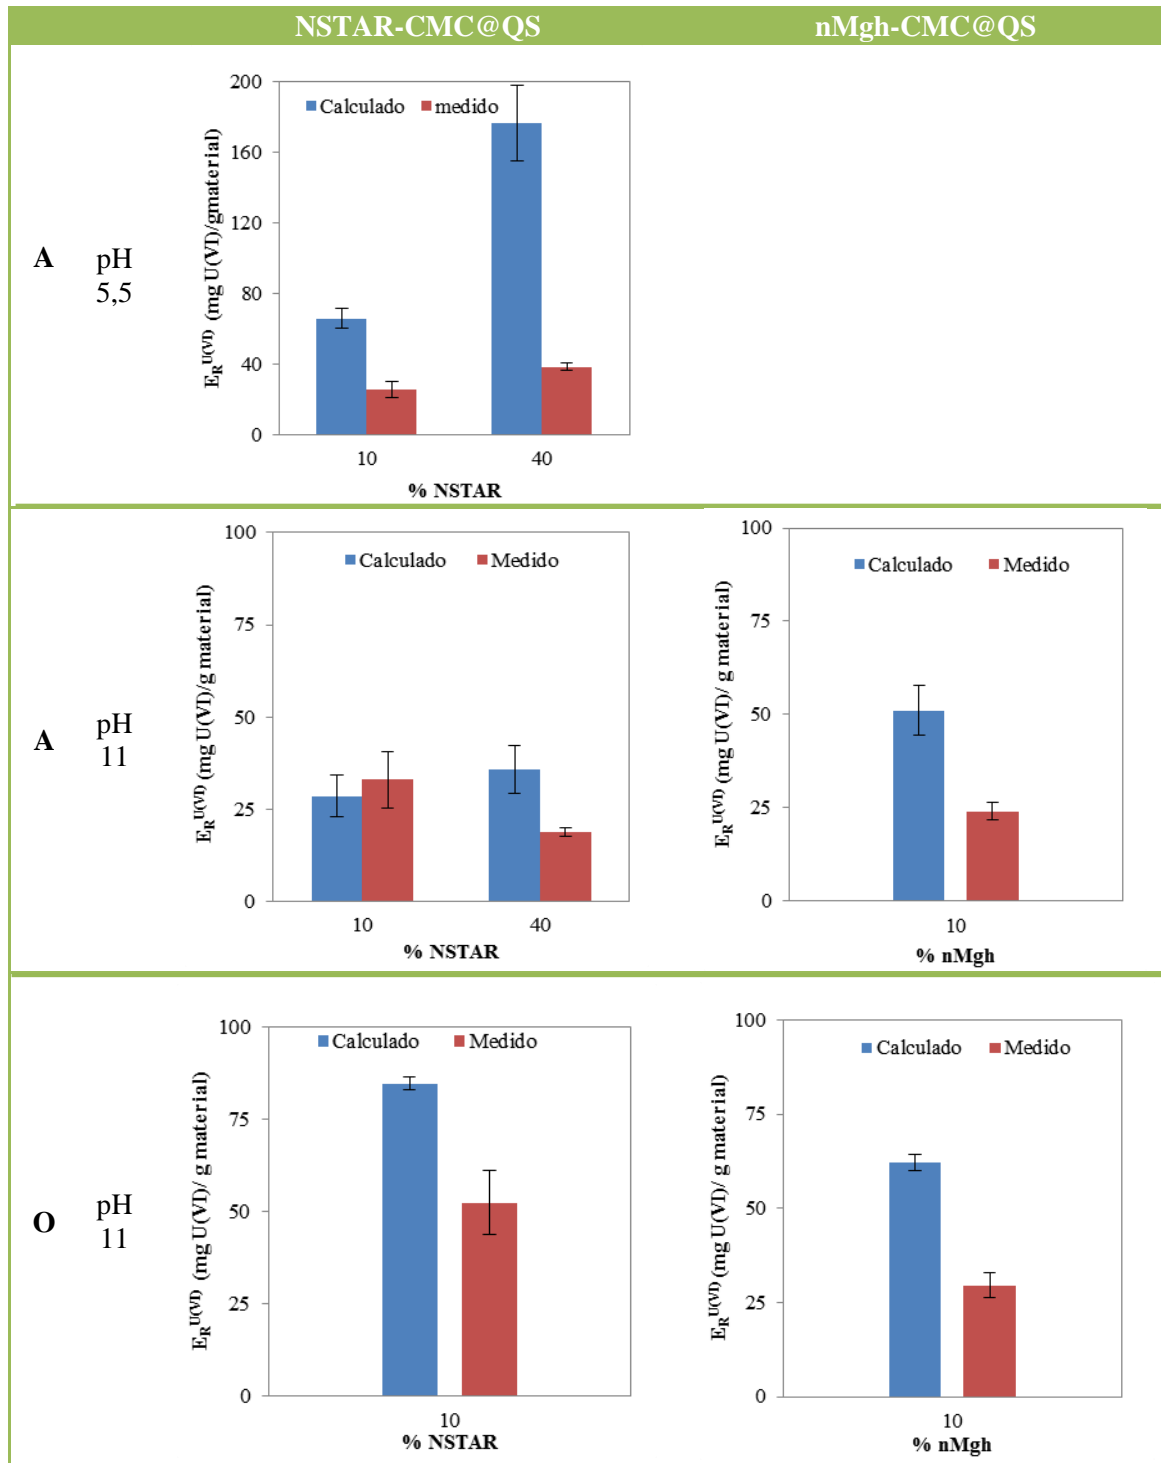 NSTAR-CMC@QS nMgh-CMC@QS
A pH 5,5
Calculado medido
E_R^U(VI) (mg U(VI)/gmaterial)
200
160
120
80
40
0
10 40
% NSTAR
A pH 11
Calculado Medido
E_R^U(VI) (mg U(VI)/g material)
100
75
50
25
0
10 40
% NSTAR
Calculado Medido
E_R^U(VI) (mg U(VI)/ g material)
100
75
50
25
0
10
% nMgh
O pH 11
Calculado Medido
E_R^U(VI) (mg U(VI)/ g material)
100
75
50
25
0
10
% NSTAR
Calculado Medido
E_R^U(VI) (mg U(VI)/ g material)
100
75
50
25
0
10
% nMgh